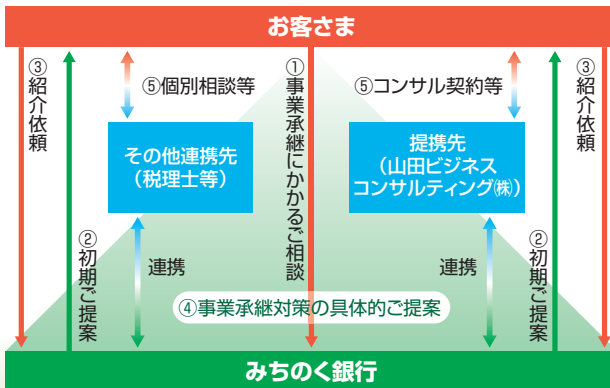 お客さま
③紹介依頼
②初期ご提案
⑤個別相談等
その他連携先
（税理士等）
連携
①事業承継にかかるご相談
⑤コンサル契約等
提携先
（山田ビジネス
コンサルティング㈱）
連携
②初期ご提案
③紹介依頼
④事業承継対策の具体的ご提案
みちのく銀行